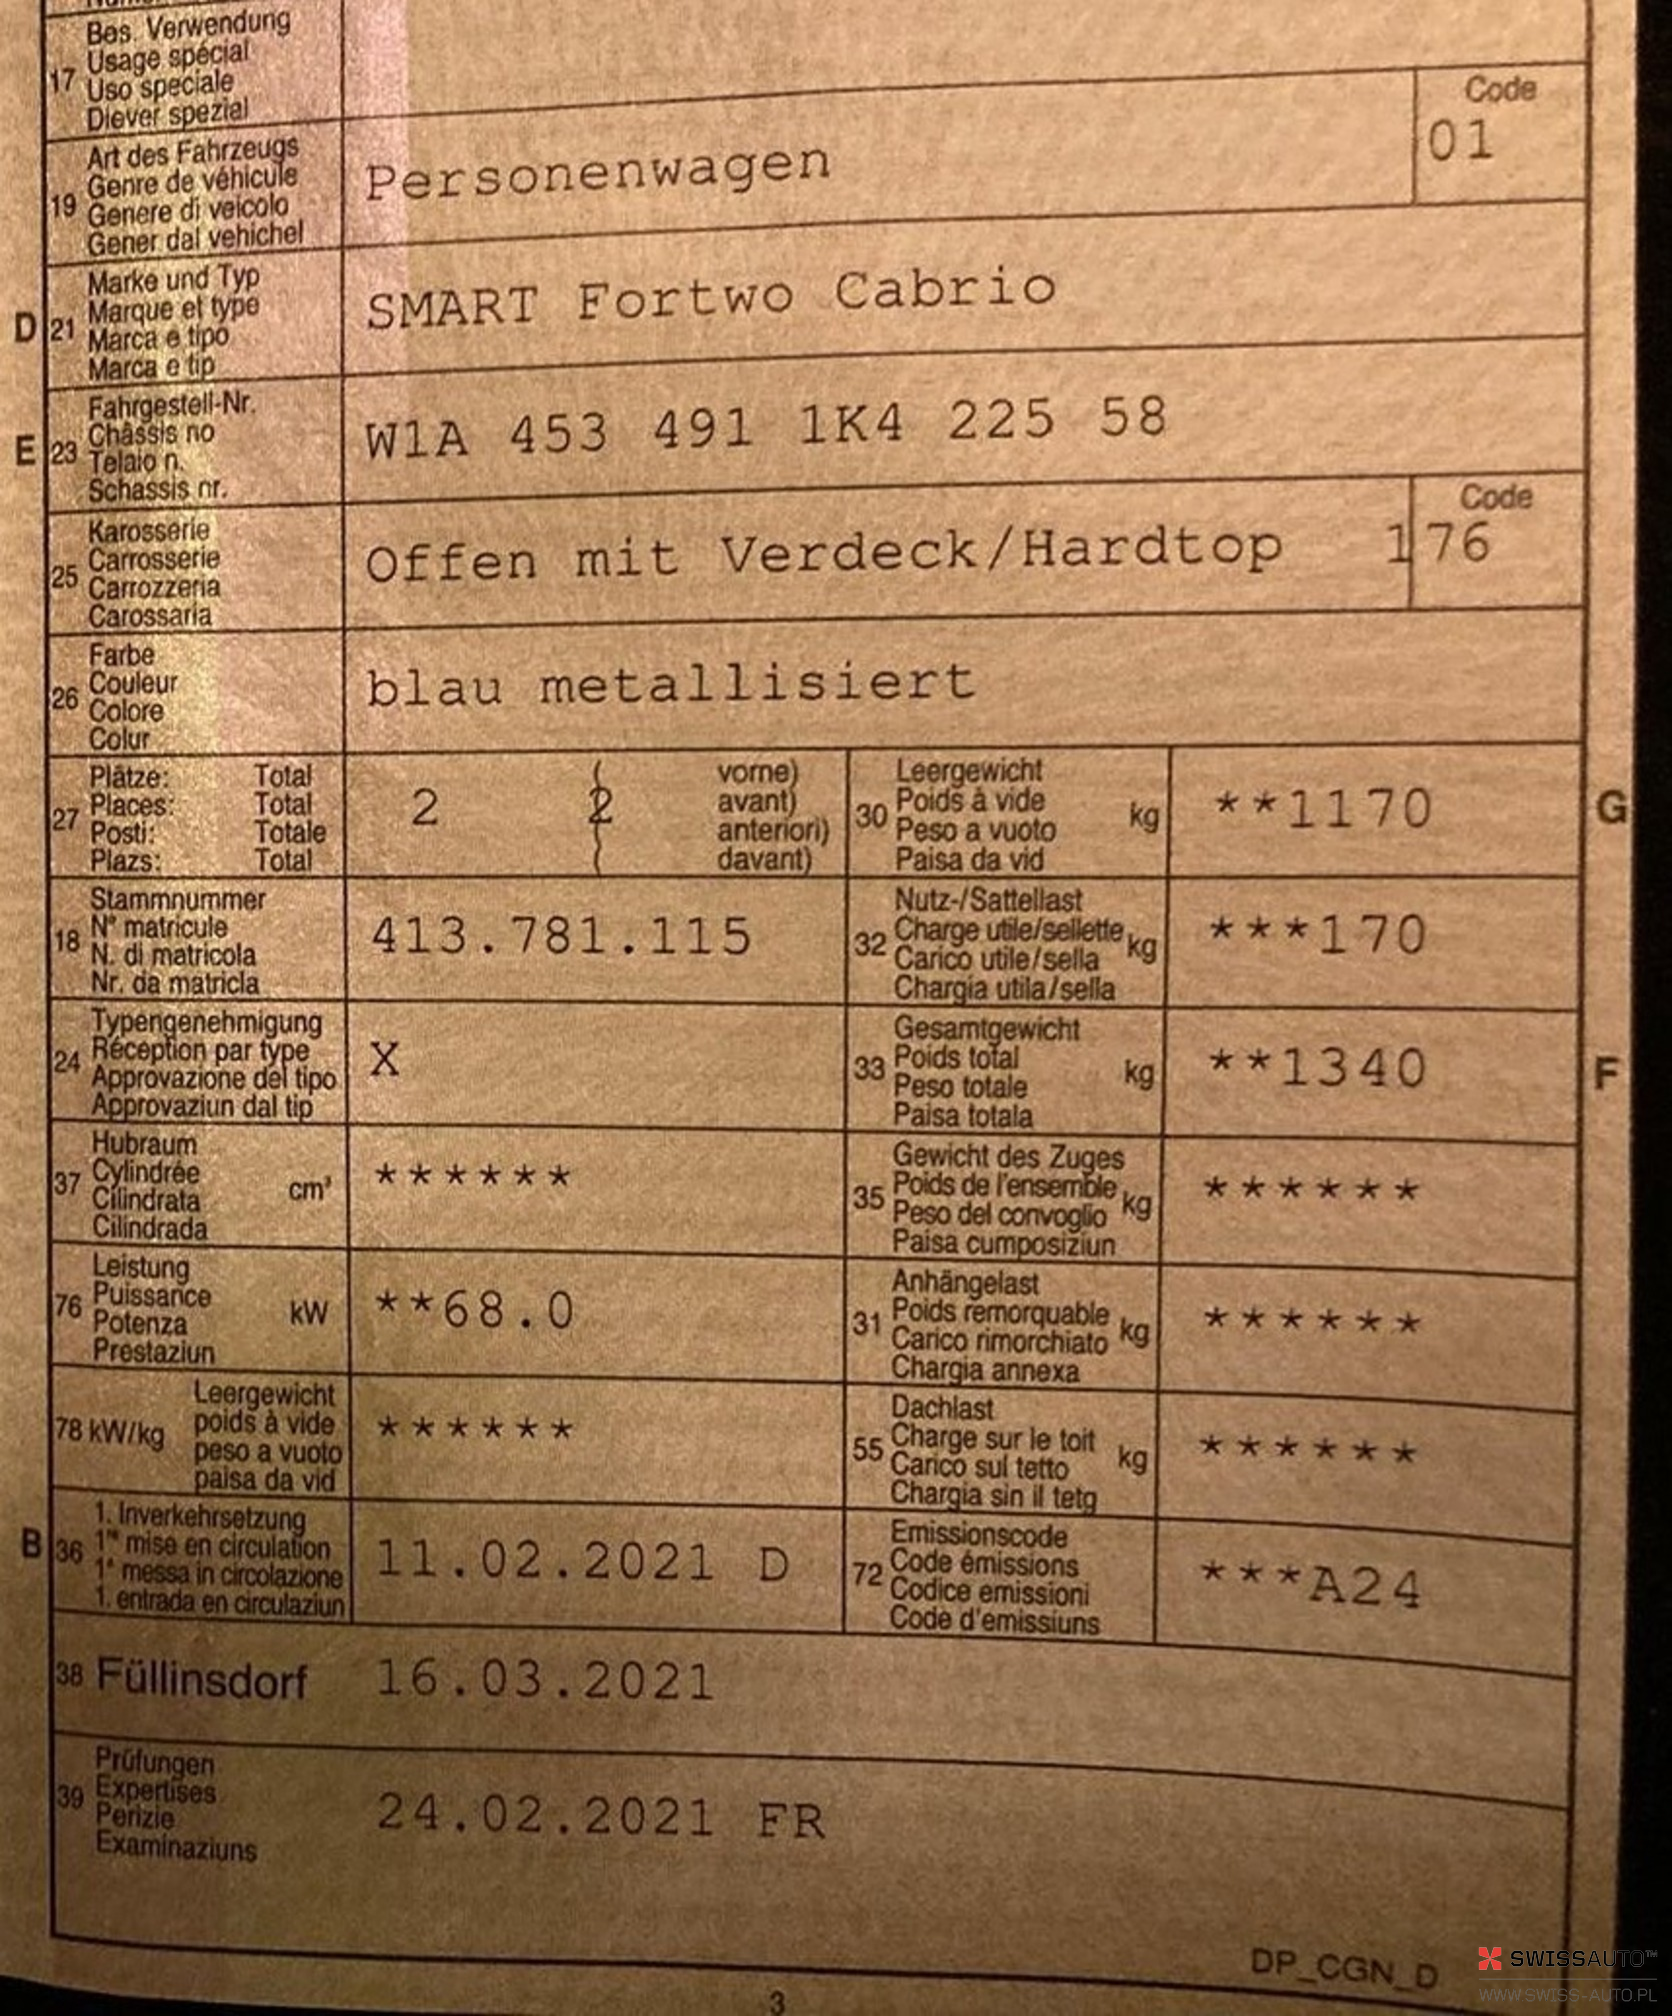 17 Bes. Verwendung
Usage spécial
Uso speciale
Diever spezial
19 Art des Fahrzeugs
Genre de véhicule
Genere di veicolo
Gener dal vehichel
Personenwagen
Code
01
D 21 Marke und Typ
Marque et type
Marca e tipo
Marca e tip
SMART Fortwo Cabrio
E 23 Fahrgestell-Nr.
Châssis no
Telaio n.
Schassis nr.
W1A 453 491 1K4 225 58
25 Karosserie
Carrosserie
Carrozzeria
Carossaria
Offen mit Verdeck/Hardtop
Code
176
26 Farbe
Couleur
Colore
Colur
blau metallisiert
27 Plätze: Total
Places: Total
Posti: Totale
Plazs: Total
2 2
( vorne)
( avant)
( anteriori)
( davant)
30 Leergewicht
Poids à vide
Peso a vuoto
Paisa da vid
kg
**1170
G
18 Stammnummer
N° matricule
N. di matricola
Nr. da matricla
413.781.115
32 Nutz-/Sattellast
Charge utile/sellette
Carico utile/sella
Chargia utila/sella
kg
***170
24 Typengenehmigung
Réception par type
Approvazione del tipo
Approvaziun dal tip
X
33 Gesamtgewicht
Poids total
Peso totale
Paisa totala
kg
**1340
F
37 Hubraum
Cylindrée
Cilindrata
Cilindrada
cm³
******
35 Gewicht des Zuges
Poids de l'ensemble
Peso del convoglio
Paisa cumposiziun
kg
******
76 Leistung
Puissance
Potenza
Prestaziun
kW
**68.0
31 Anhängelast
Poids remorquable
Carico rimorchiato
Chargia annexa
kg
******
78 kW/kg
Leergewicht
poids à vide
peso a vuoto
paisa da vid
******
55 Dachlast
Charge sur le toit
Carico sul tetto
Chargia sin il tetg
kg
******
B 36 1. Inverkehrsetzung
1re mise en circulation
1a messa in circolazione
1. entrada en circulaziun
11.02.2021 D
72 Emissionscode
Code émissions
Codice emissioni
Code d'emissiuns
***A24
38 Füllinsdorf 16.03.2021
39 Prüfungen
Expertises
Perizie
Examinaziuns
24.02.2021 FR
DP_CGN_D
3
SWISSAUTO™
WWW.SWISS-AUTO.PL